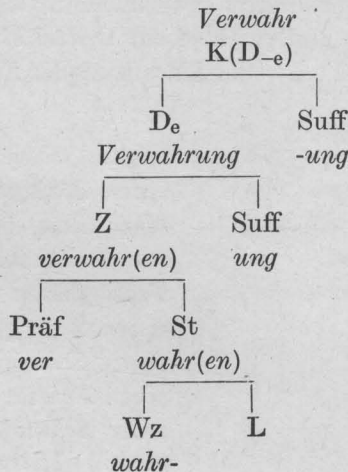 Verwahr
K(D₋ₑ)
Dₑ Suff
Verwahrung -ung
Z Suff
verwahr(en) ung
Präf St
ver wahr(en)
Wz L
wahr-